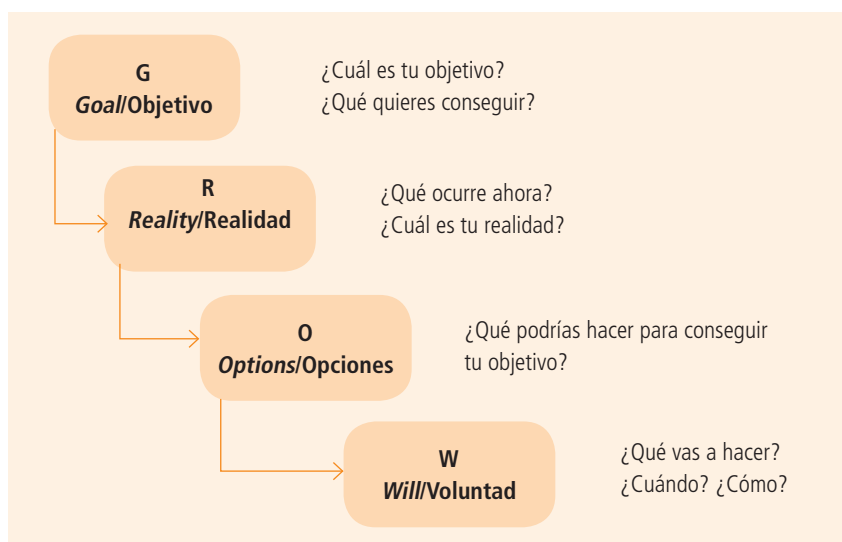 G
Goal/Objetivo
¿Cuál es tu objetivo?
¿Qué quieres conseguir?
R
Reality/Realidad
¿Qué ocurre ahora?
¿Cuál es tu realidad?
O
Options/Opciones
¿Qué podrías hacer para conseguir
tu objetivo?
W
Will/Voluntad
¿Qué vas a hacer?
¿Cuándo? ¿Cómo?